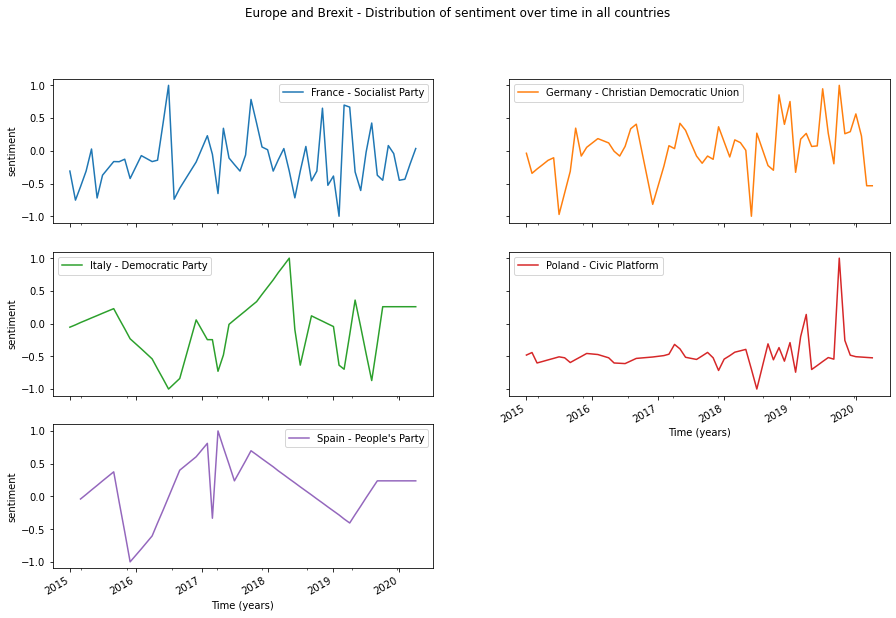 Europe and Brexit - Distribution of sentiment over time in all countries
France - Socialist Party
sentiment
1.0
0.5
0.0
−0.5
−1.0
Germany - Christian Democratic Union
Italy - Democratic Party
sentiment
1.0
0.5
0.0
−0.5
−1.0
Poland - Civic Platform
2015 2016 2017 2018 2019 2020
Time (years)
Spain - People's Party
sentiment
1.0
0.5
0.0
−0.5
−1.0
2015 2016 2017 2018 2019 2020
Time (years)